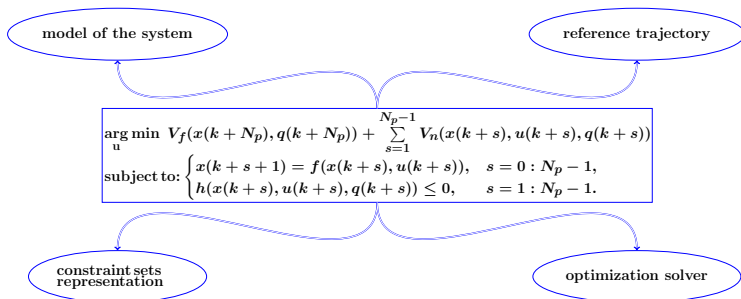 model of the system
reference trajectory
arg min V_f(x(k + N_p), q(k + N_p)) + ∑_{s=1}^{N_p−1} V_n(x(k + s), u(k + s), q(k + s))
u
subject to: { x(k + s + 1) = f(x(k + s), u(k + s)), s = 0 : N_p − 1,
h(x(k + s), u(k + s), q(k + s)) ≤ 0, s = 1 : N_p − 1.
constraint sets
representation
optimization solver